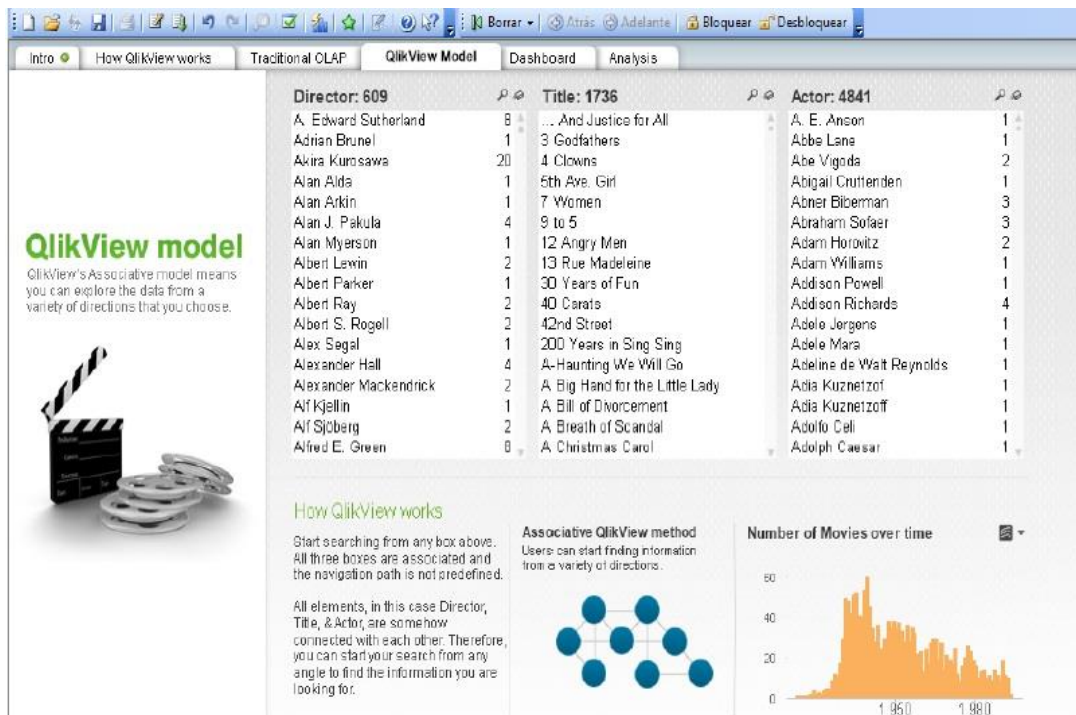 Borrar Atrás Adelante Bloquear Desbloquear
Intro How QlikView works Traditional OLAP QlikView Model Dashboard Analysis
QlikView model
QlikView's Associative model means
you can explore the data from a
variety of directions that you choose.
Director: 609
A. Edward Sutherland 8
Adrian Brunel 1
Akira Kurosawa 20
Alan Alda 1
Alan Arkin 1
Alan J. Pakula 4
Alan Myerson 1
Albert Lewin 2
Albert Parker 1
Albert Ray 2
Albert S. Rogell 2
Alex Segal 1
Alexander Hall 4
Alexander Mackendrick 2
Alf Kjellin 1
Alf Sjöberg 2
Alfred E. Green 8
Title: 1736
... And Justice for All
3 Godfathers
4 Clowns
5th Ave. Girl
7 Women
9 to 5
12 Angry Men
13 Rue Madeleine
30 Years of Fun
40 Carats
42nd Street
200 Years in Sing Sing
A-Haunting We Will Go
A Big Hand for the Little Lady
A Bill of Divorcement
A Breath of Scandal
A Christmas Carol
Actor: 4841
A. E. Anson 1
Abbe Lane 1
Abe Vigoda 2
Abigail Cruttenden 1
Abner Biberman 3
Abraham Sofaer 3
Adam Horovitz 2
Adam Williams 1
Addison Powell 1
Addison Richards 4
Adele Jergens 1
Adele Mara 1
Adeline de Walt Reynolds 1
Adia Kuznetzof 1
Adia Kuznetzoff 1
Adolfo Celi 1
Adolph Caesar 1
How QlikView works
Start searching from any box above.
All three boxes are associated and
the navigation path is not predefined.
All elements, in this case Director,
Title, & Actor, are somehow
connected with each other. Therefore,
you can start your search from any
angle to find the information you are
looking for.
Associative QlikView method
Users can start finding information
from a variety of directions.
Number of Movies over time
60
40
20
0
1 950 1 980